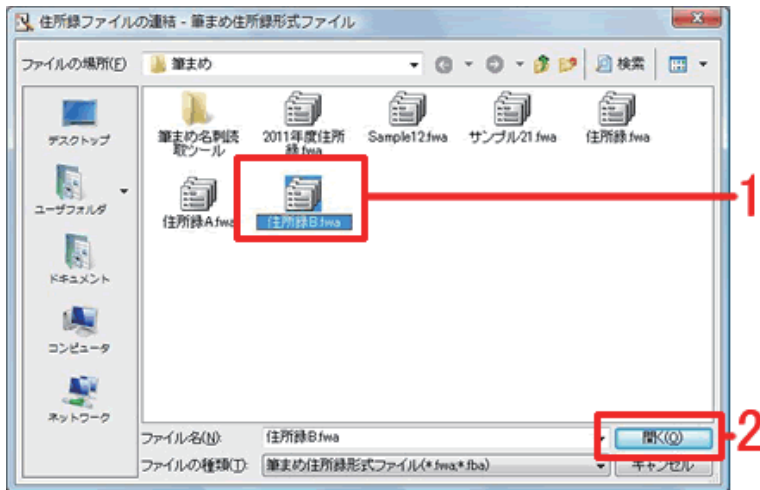 住所録ファイルの連結 - 筆まめ住所録形式ファイル
ファイルの場所(E)
筆まめ
検索
デスクトップ
ユーザフォルダ
ドキュメント
コンピュータ
ネットワーク
筆まめ名刺読
取ツール
2011年度住所
録.fwa
Sample12.fwa
サンプル21.fwa
住所録.fwa
住所録A.fwa
住所録B.fwa
1
ファイル名(N):
住所録B.fwa
開く(O)
2
ファイルの種類(T):
筆まめ住所録形式ファイル(*.fwa;*.fba)
キャンセル